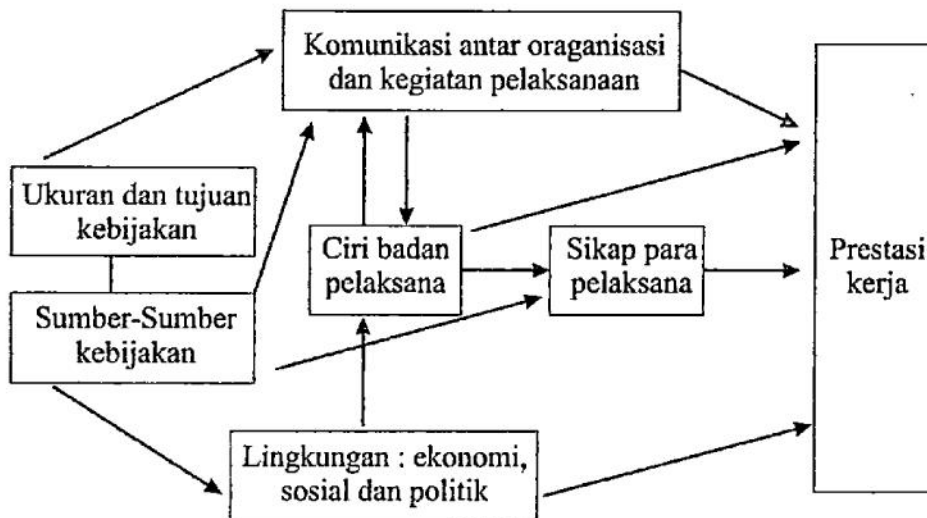 Komunikasi antar oraganisasi
dan kegiatan pelaksanaan
Ukuran dan tujuan
kebijakan
Sumber-Sumber
kebijakan
Ciri badan
pelaksana
Sikap para
pelaksana
Prestasi
kerja
Lingkungan : ekonomi,
sosial dan politik